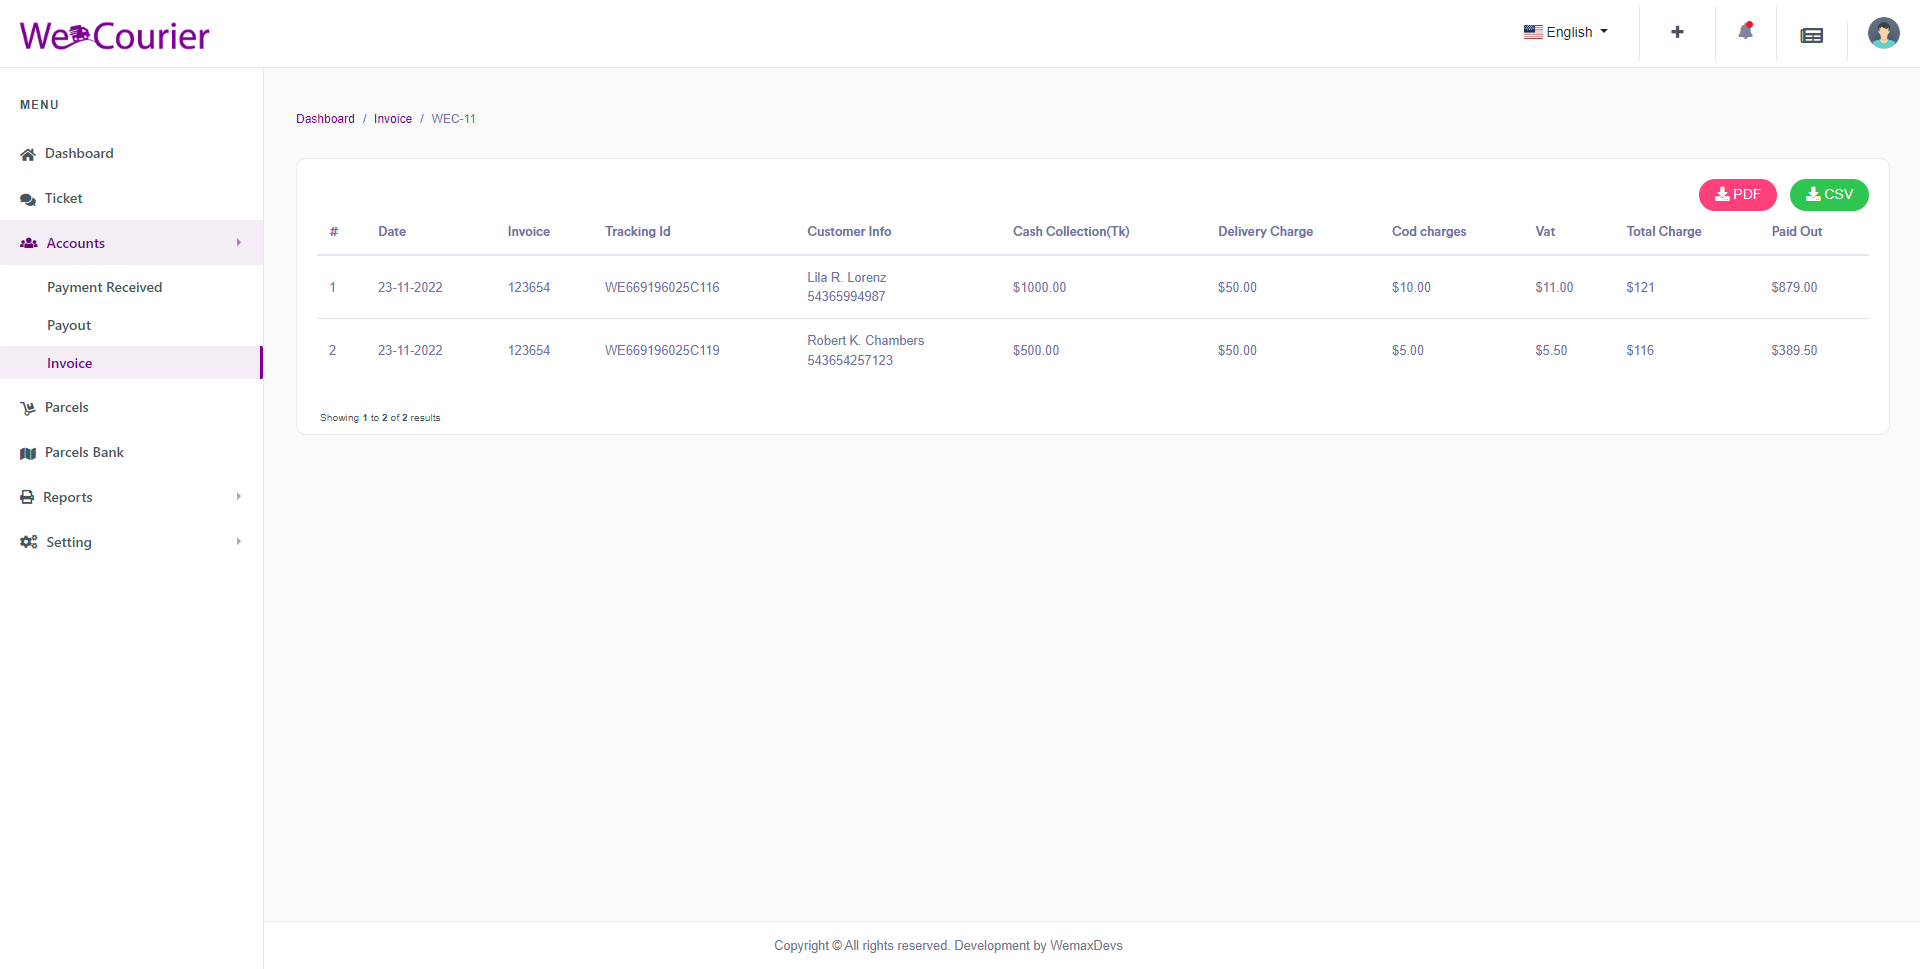 We Courier
English
MENU
Dashboard
Ticket
Accounts
Payment Received
Payout
Invoice
Parcels
Parcels Bank
Reports
Setting
Dashboard / Invoice / WEC-11
PDF CSV
# Date Invoice Tracking Id Customer Info Cash Collection(Tk) Delivery Charge Cod charges Vat Total Charge Paid Out
1 23-11-2022 123654 WE669196025C116 Lila R. Lorenz $1000.00 $50.00 $10.00 $11.00 $121 $879.00
54365994987
2 23-11-2022 123654 WE669196025C119 Robert K. Chambers $500.00 $50.00 $5.00 $5.50 $116 $389.50
543654257123
Showing 1 to 2 of 2 results
Copyright © All rights reserved. Development by WemaxDevs